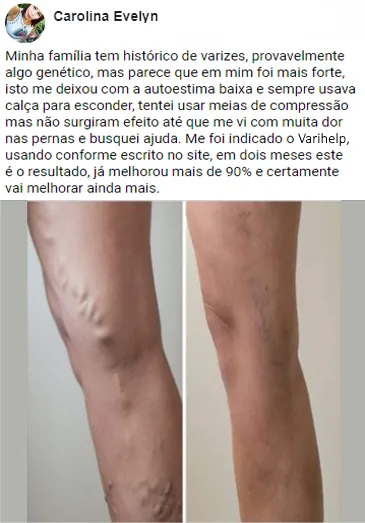 Carolina Evelyn
Minha família tem histórico de varizes, provavelmente
algo genético, mas parece que em mim foi mais forte,
isto me deixou com a autoestima baixa e sempre usava
calça para esconder, tentei usar meias de compressão
mas não surgiram efeito até que me vi com muita dor
nas pernas e busquei ajuda. Me foi indicado o Varihelp,
usando conforme escrito no site, em dois meses este
é o resultado, já melhorou mais de 90% e certamente
vai melhorar ainda mais.